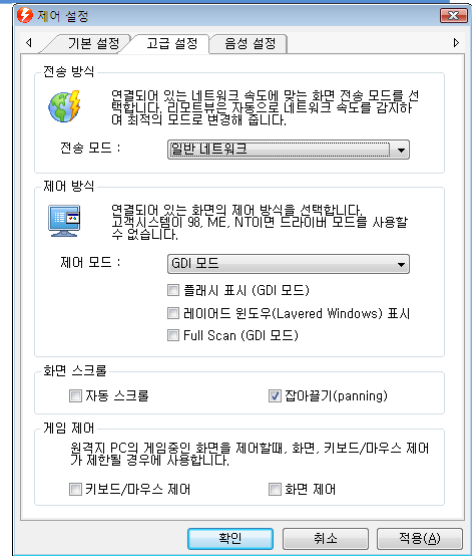 제어 설정
기본 설정
고급 설정
음성 설정
전송 방식
연결되어 있는 네트워크 속도에 맞는 화면 전송 모드를 선
택합니다. 리모트뷰은 자동으로 네트워크 속도를 감지하
여 최적의 모드로 변경해 줍니다.
전송 모드 :
일반 네트워크
제어 방식
연결되어 있는 화면의 제어 방식을 선택합니다.
고객시스템이 98, ME, NT이면 드라이버 모드를 사용할
수 없습니다.
제어 모드 :
GDI 모드
플래시 표시 (GDI 모드)
레이어드 윈도우(Layered Windows) 표시
Full Scan (GDI 모드)
화면 스크롤
자동 스크롤
잡아끌기(panning)
게임 제어
원격지 PC의 게임중인 화면을 제어할때, 화면, 키보드/마우스 제어
가 제한될 경우에 사용합니다.
키보드/마우스 제어
화면 제어
확인
취소
적용(A)